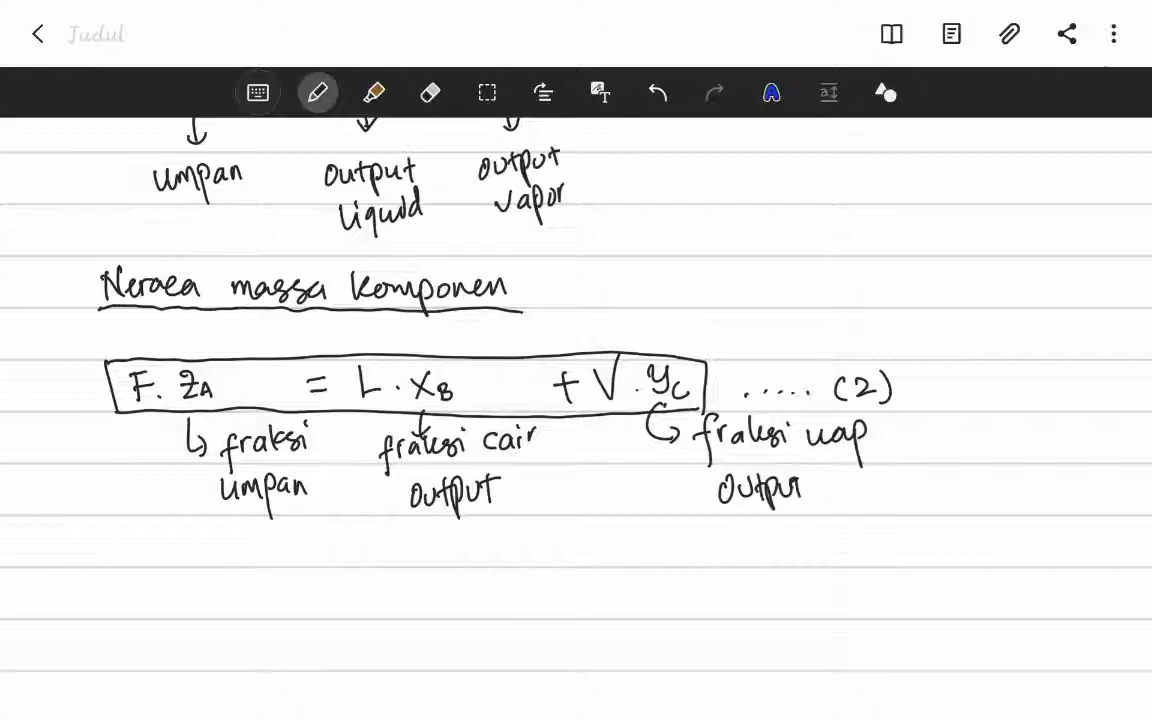 Judul
umpan output output
liquid vapor
Neraca massa komponen
F. ZA = L . XB + V . yC ...... (2)
fraksi fraksi cair fraksi uap
umpan output output